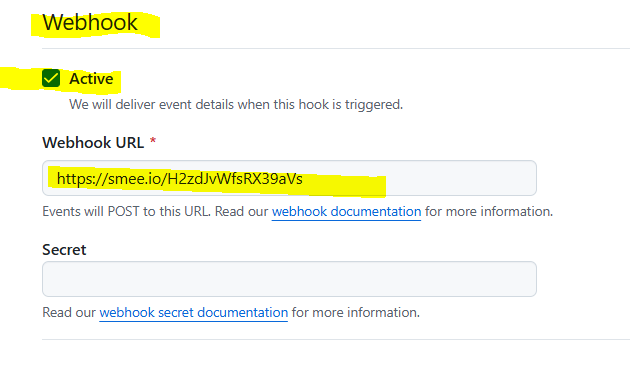 Webhook
Active
We will deliver event details when this hook is triggered.
Webhook URL *
https://smee.io/H2zdJvWfsRX39aVs
Events will POST to this URL. Read our webhook documentation for more information.
Secret
Read our webhook secret documentation for more information.